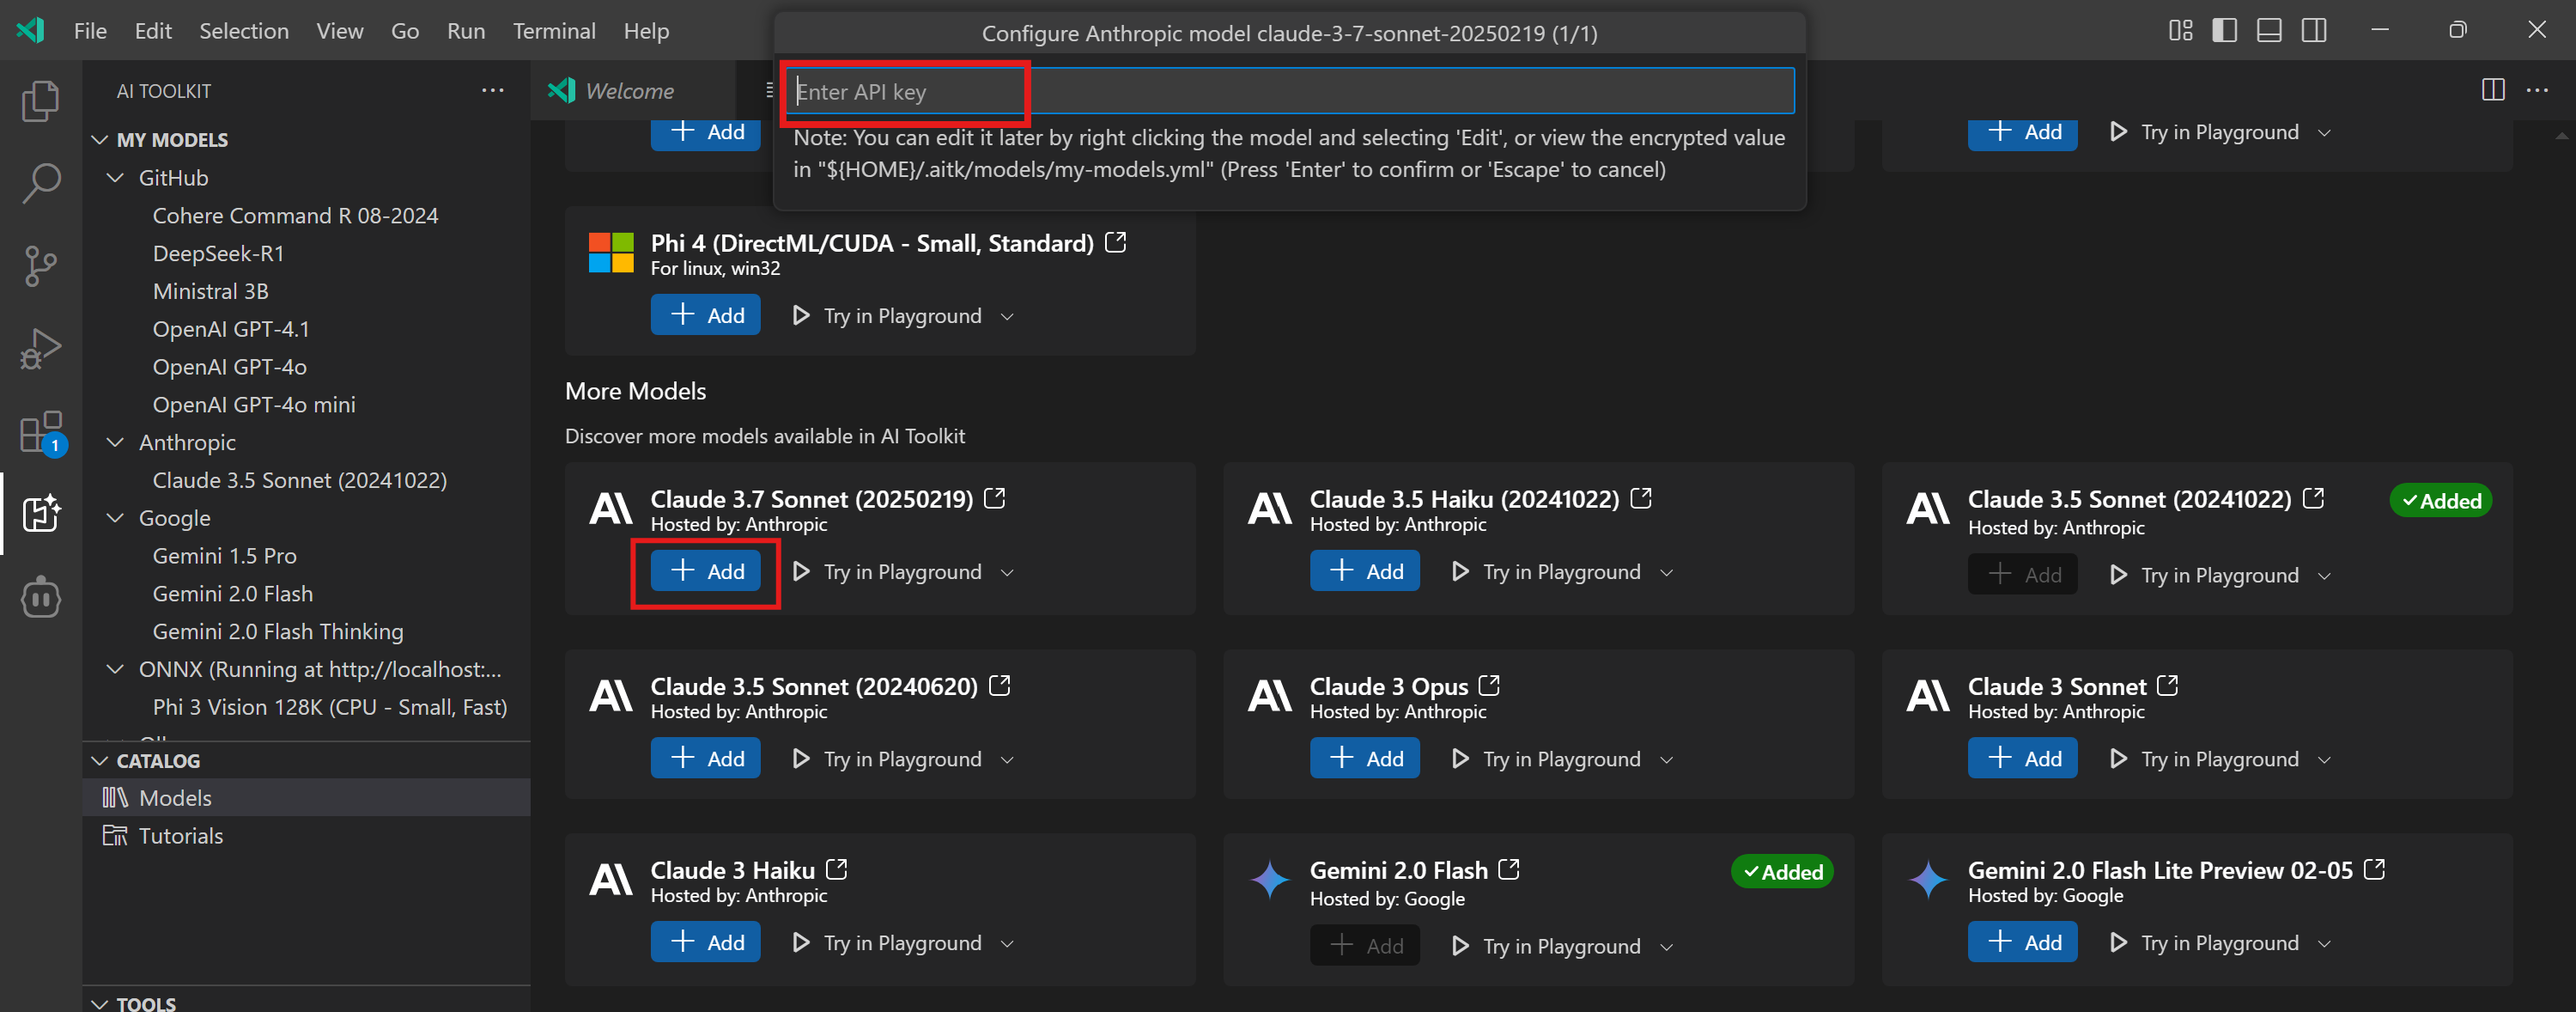 File Edit Selection View Go Run Terminal Help
Configure Anthropic model claude-3-7-sonnet-20250219 (1/1)
Enter API key
Note: You can edit it later by right clicking the model and selecting 'Edit', or view the encrypted value
in "${HOME}/.aitk/models/my-models.yml" (Press 'Enter' to confirm or 'Escape' to cancel)
AI TOOLKIT
MY MODELS
GitHub
Cohere Command R 08-2024
DeepSeek-R1
Ministral 3B
OpenAI GPT-4.1
OpenAI GPT-4o
OpenAI GPT-4o mini
Anthropic
Claude 3.5 Sonnet (20241022)
Google
Gemini 1.5 Pro
Gemini 2.0 Flash
Gemini 2.0 Flash Thinking
ONNX (Running at http://localhost:...
Phi 3 Vision 128K (CPU - Small, Fast)
CATALOG
Models
Tutorials
TOOLS
1
Welcome
Add
Add Try in Playground
Phi 4 (DirectML/CUDA - Small, Standard)
For linux, win32
Add Try in Playground
More Models
Discover more models available in AI Toolkit
Claude 3.7 Sonnet (20250219)
Hosted by: Anthropic
Add Try in Playground
Claude 3.5 Haiku (20241022)
Hosted by: Anthropic
Add Try in Playground
Claude 3.5 Sonnet (20241022)
Added
Hosted by: Anthropic
Add Try in Playground
Claude 3.5 Sonnet (20240620)
Hosted by: Anthropic
Add Try in Playground
Claude 3 Opus
Hosted by: Anthropic
Add Try in Playground
Claude 3 Sonnet
Hosted by: Anthropic
Add Try in Playground
Claude 3 Haiku
Hosted by: Anthropic
Add Try in Playground
Gemini 2.0 Flash
Added
Hosted by: Google
Add Try in Playground
Gemini 2.0 Flash Lite Preview 02-05
Hosted by: Google
Add Try in Playground